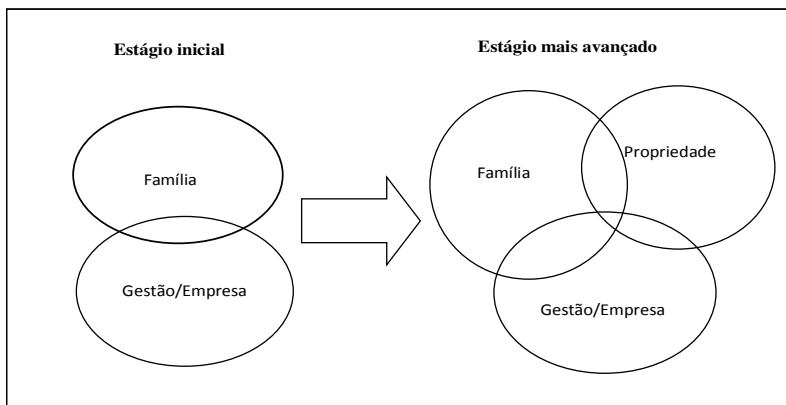 Estágio inicial
Estágio mais avançado
Família
Gestão/Empresa
Família
Propriedade
Gestão/Empresa